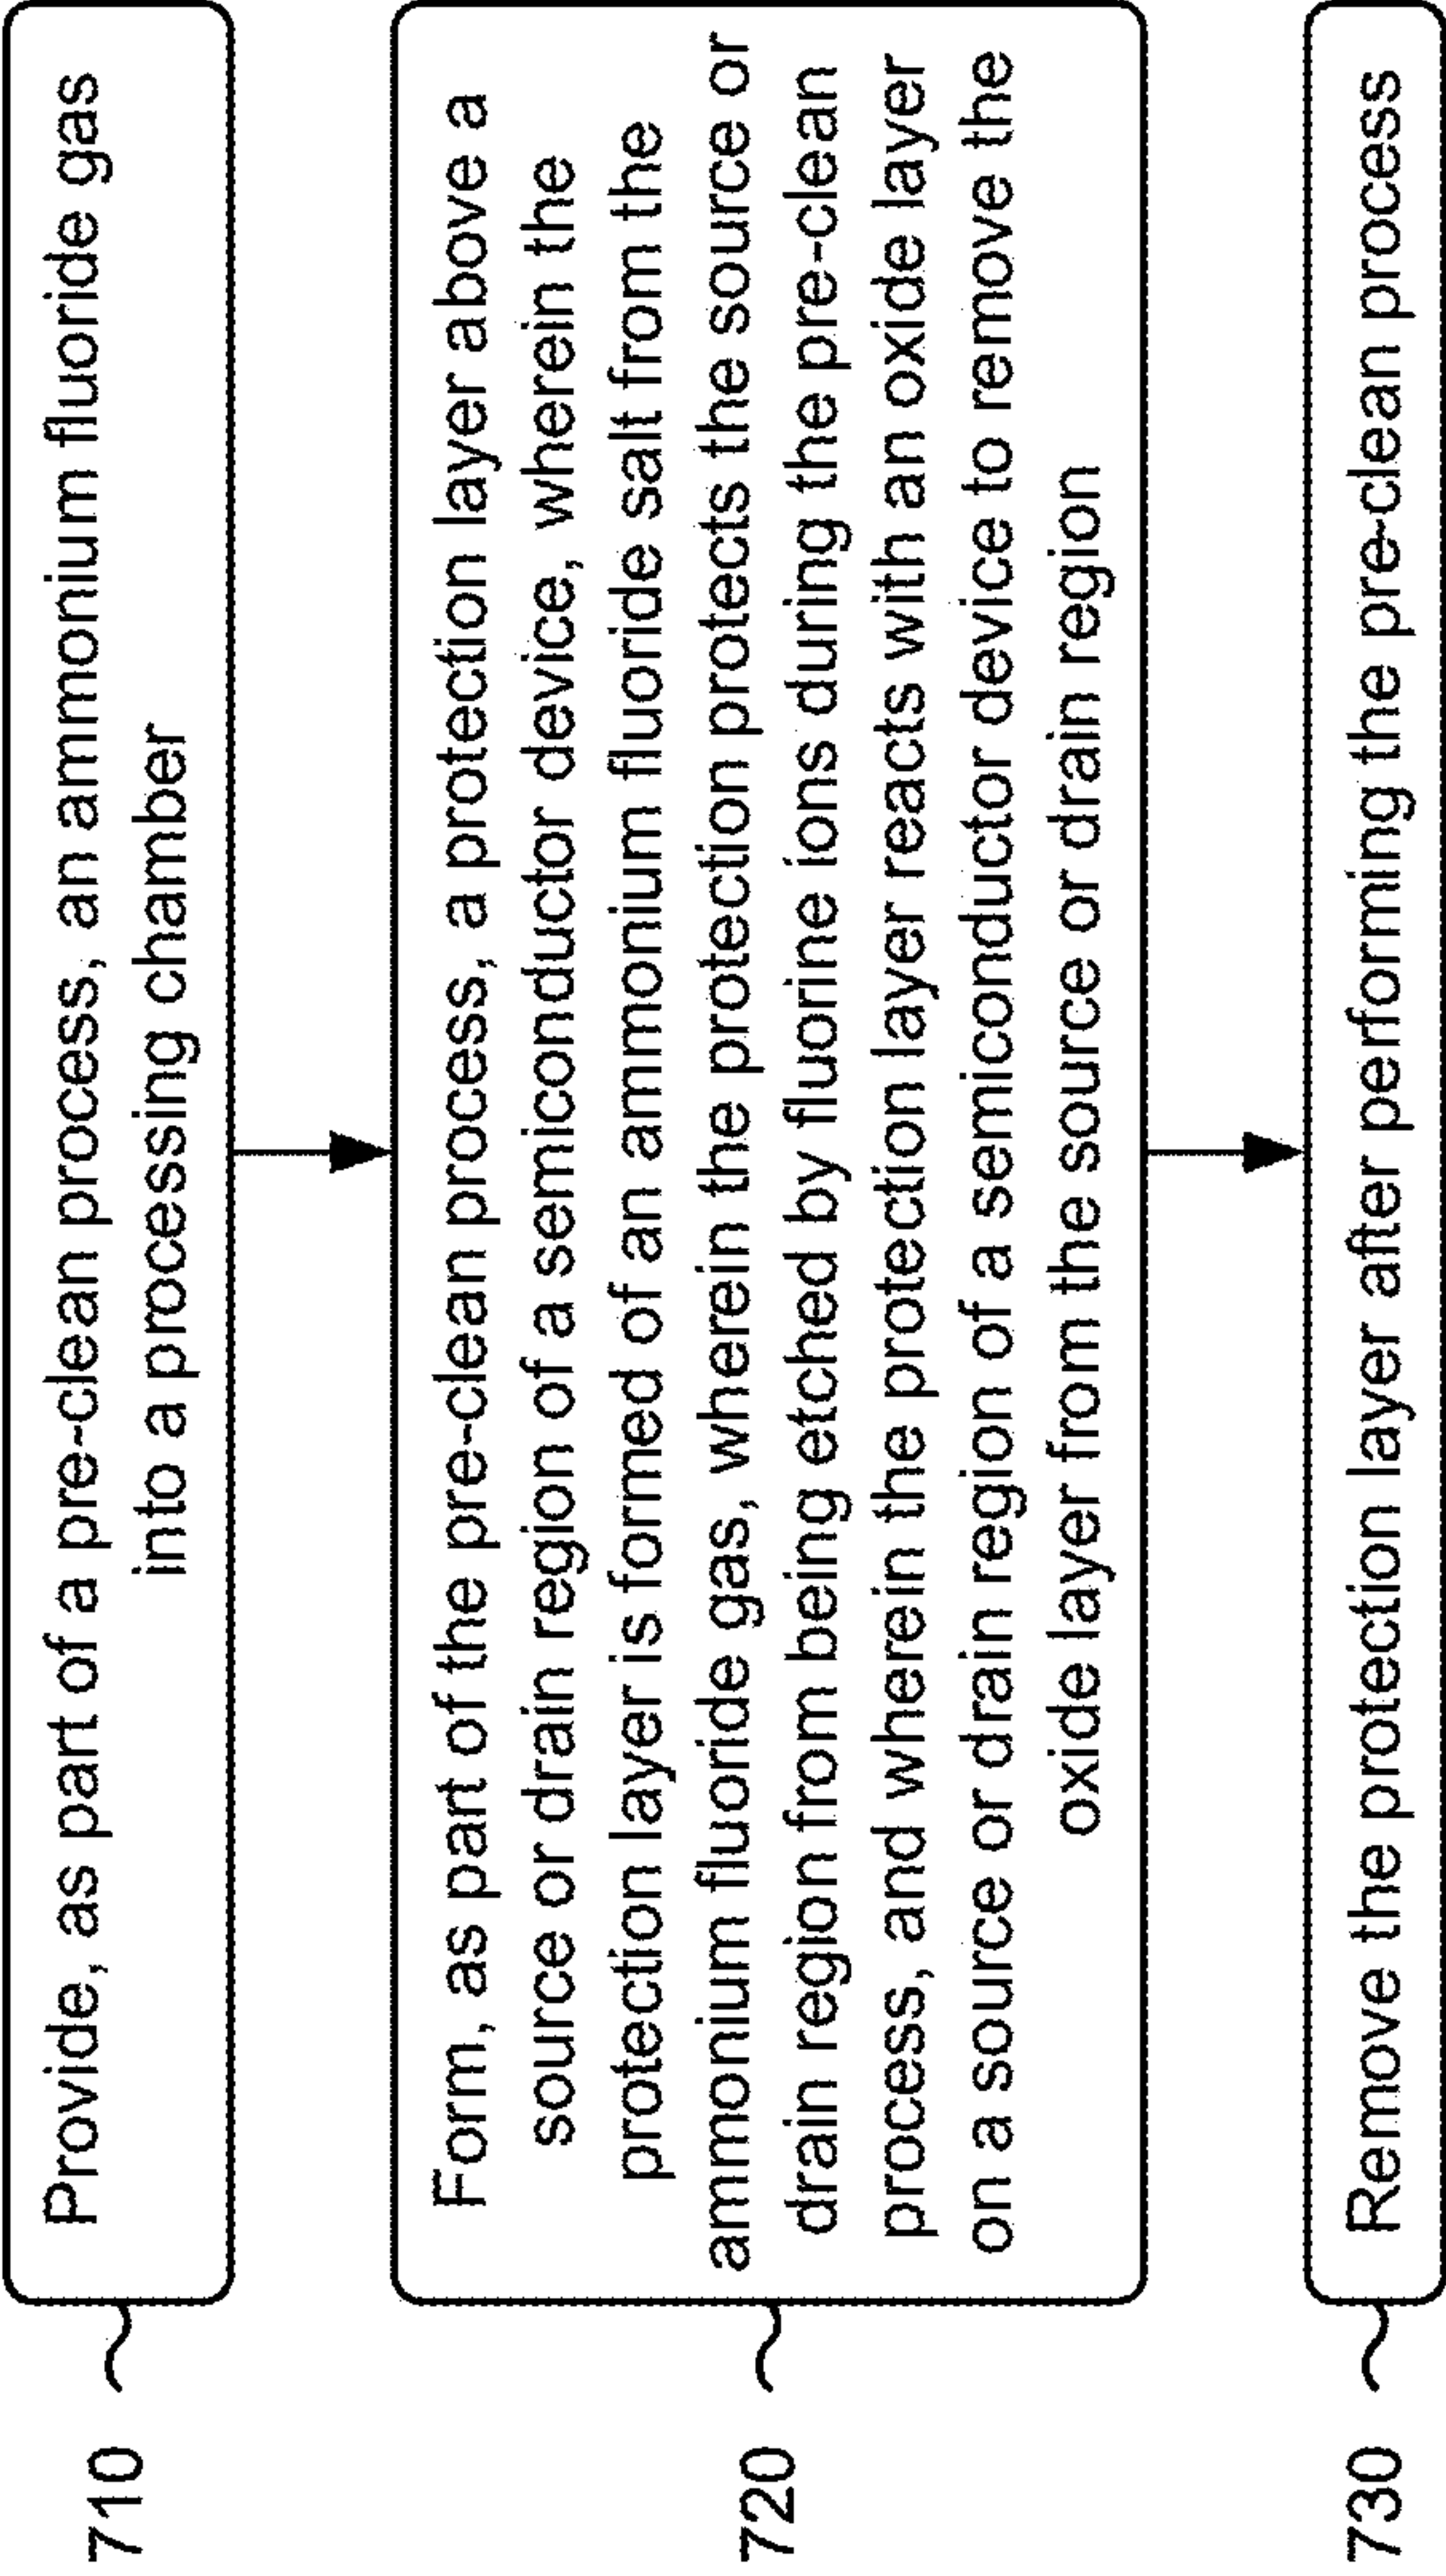 710
Provide, as part of a pre-clean process, an ammonium fluoride gas
into a processing chamber
720
Form, as part of the pre-clean process, a protection layer above a
source or drain region of a semiconductor device, wherein the
protection layer is formed of an ammonium fluoride salt from the
ammonium fluoride gas, wherein the protection protects the source or
drain region from being etched by fluorine ions during the pre-clean
process, and wherein the protection layer reacts with an oxide layer
on a source or drain region of a semiconductor device to remove the
oxide layer from the source or drain region
730
Remove the protection layer after performing the pre-clean process